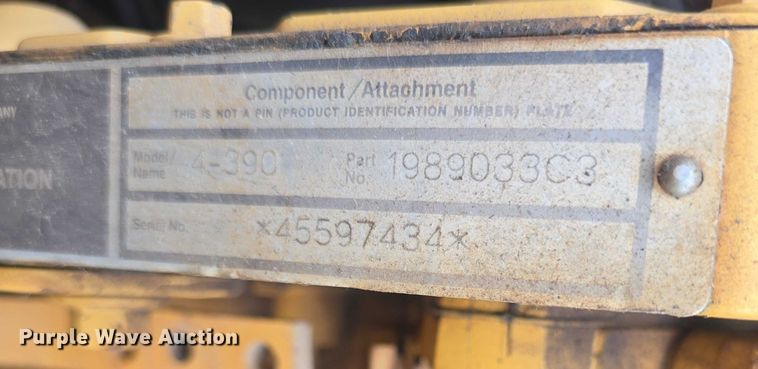 ANY
ATION
Component/Attachment
THIS IS NOT A PIN (PRODUCT IDENTIFICATION NUMBER) PLATE
Model/
Name
4-390
Part
No.
1989033C3
Serial No.
*45597434*
Purple Wave Auction